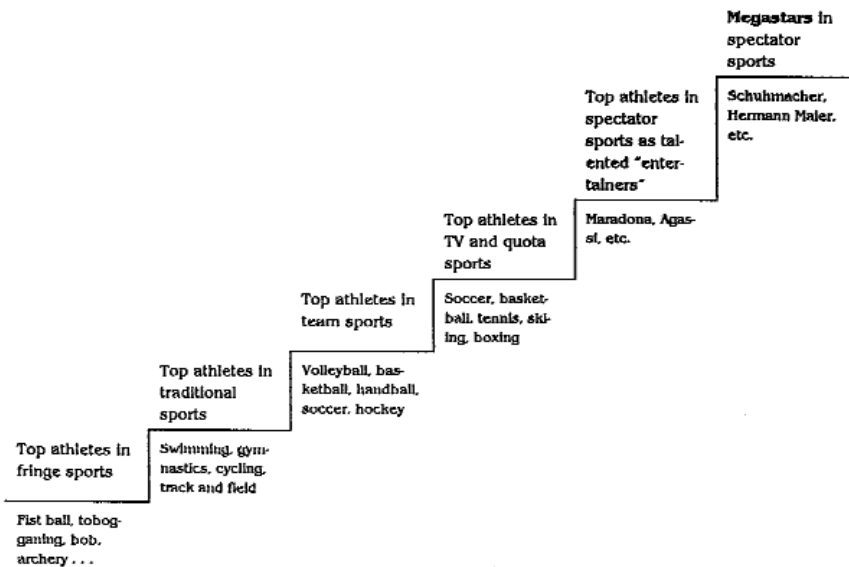 Megastars in
spectator
sports
Schuhmacher,
Hermann Maier,
etc.
Top athletes in
spectator
sports as tal-
ented "enter-
tainers"
Maradona, Agas-
si, etc.
Top athletes in
TV and quota
sports
Soccer, basket-
ball, tennis, ski-
ing, boxing
Top athletes in
team sports
Volleyball, bas-
ketball, handball,
soccer, hockey
Top athletes in
traditional
sports
Swimming, gym-
nastics, cycling,
track and field
Top athletes in
fringe sports
Fist ball, tobog-
ganing, bob,
archery . . .